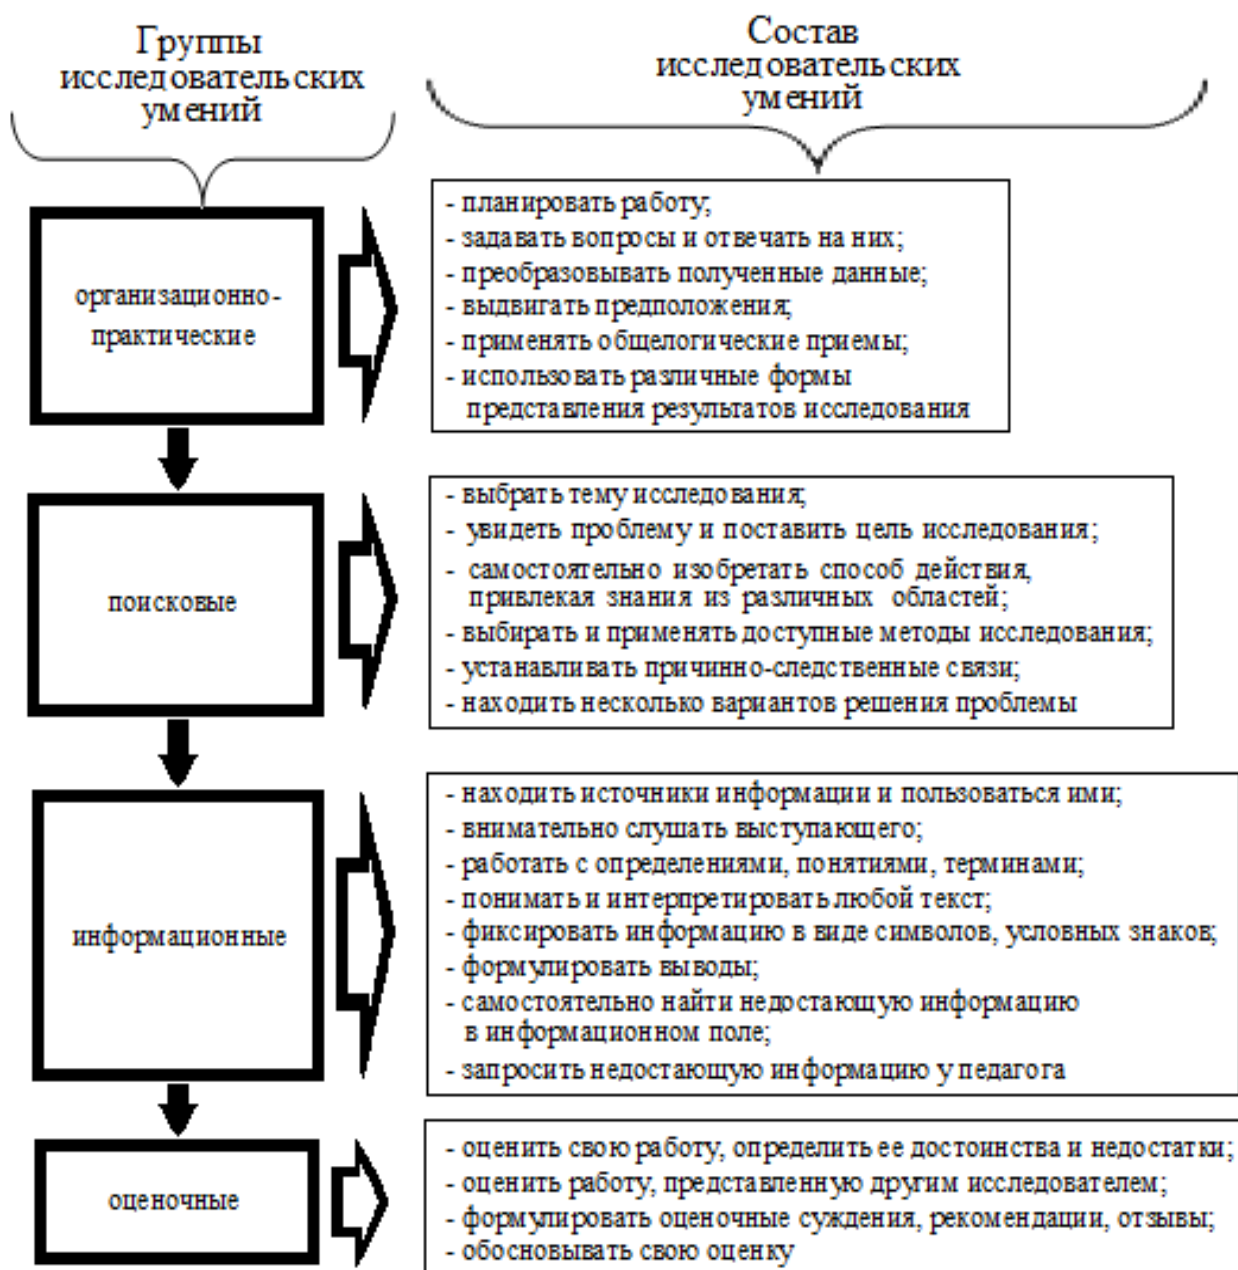 Группы
исследовательских
умений
Состав
исследовательских
умений
организационно-
практические
- планировать работу;
- задавать вопросы и отвечать на них;
- преобразовывать полученные данные;
- выдвигать предположения;
- применять общелогические приемы;
- использовать различные формы
представления результатов исследования
поисковые
- выбрать тему исследования;
- увидеть проблему и поставить цель исследования;
- самостоятельно изобретать способ действия,
привлекая знания из различных областей;
- выбирать и применять доступные методы исследования;
- устанавливать причинно-следственные связи;
- находить несколько вариантов решения проблемы
информационные
- находить источники информации и пользоваться ими;
- внимательно слушать выступающего;
- работать с определениями, понятиями, терминами;
- понимать и интерпретировать любой текст;
- фиксировать информацию в виде символов, условных знаков;
- формулировать выводы;
- самостоятельно найти недостающую информацию
в информационном поле;
- запросить недостающую информацию у педагога
оценочные
- оценить свою работу, определить ее достоинства и недостатки;
- оценить работу, представленную другим исследователем;
- формулировать оценочные суждения, рекомендации, отзывы;
- обосновывать свою оценку